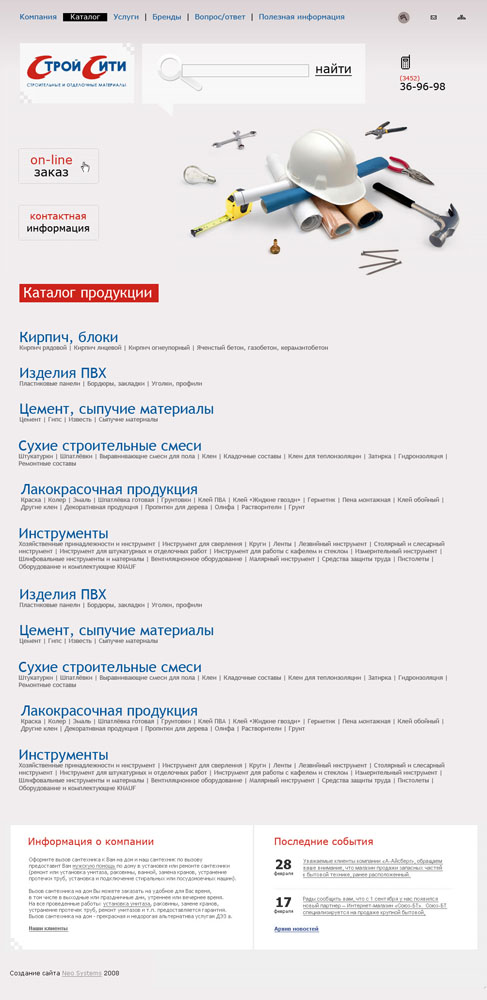 Компания | Каталог | Услуги | Бренды | Вопрос/ответ | Полезная информация
Строй Сити
СТРОИТЕЛЬНЫЕ И ОТДЕЛОЧНЫЕ МАТЕРИАЛЫ
найти
(3452)
36-96-98
on-line
заказ
контактная
информация
Каталог продукции
Кирпич, блоки
Кирпич рядовой | Кирпич лицевой | Кирпич огнеупорный | Ячеистый бетон, газобетон, керамзитобетон
Изделия ПВХ
Пластиковые панели | Бордюры, закладки | Уголки, профили
Цемент, сыпучие материалы
Цемент | Гипс | Известь | Сыпучие материалы
Сухие строительные смеси
Штукатурки | Шпатлёвки | Выравнивающие смеси для пола | Клеи | Кладочные составы | Клеи для теплоизоляции | Затирка | Гидроизоляция |
Ремонтные составы
Лакокрасочная продукция
Краска | Колер | Эмаль | Шпатлёвка готовая | Грунтовки | Клей ПВА | Клей «Жидкие гвозди» | Герметик | Пена монтажная | Клей обойный |
Другие клеи | Декоративная продукция | Пропитки для дерева | Олифа | Растворители | Грунт
Инструменты
Хозяйственные принадлежности и инструмент | Инструмент для сверления | Круги | Ленты | Лезвийный инструмент | Столярный и слесарный
инструмент | Инструмент для штукатурных и отделочных работ | Инструмент для работы с кафелем и стеклом | Измерительный инструмент |
Шлифовальные инструменты и материалы | Вентиляционное оборудование | Малярный инструмент | Средства защиты труда | Пистолеты |
Оборудование и комплектующие KНAUF
Изделия ПВХ
Пластиковые панели | Бордюры, закладки | Уголки, профили
Цемент, сыпучие материалы
Цемент | Гипс | Известь | Сыпучие материалы
Сухие строительные смеси
Штукатурки | Шпатлёвки | Выравнивающие смеси для пола | Клеи | Кладочные составы | Клеи для теплоизоляции | Затирка | Гидроизоляция |
Ремонтные составы
Лакокрасочная продукция
Краска | Колер | Эмаль | Шпатлёвка готовая | Грунтовки | Клей ПВА | Клей «Жидкие гвозди» | Герметик | Пена монтажная | Клей обойный |
Другие клеи | Декоративная продукция | Пропитки для дерева | Олифа | Растворители | Грунт
Инструменты
Хозяйственные принадлежности и инструмент | Инструмент для сверления | Круги | Ленты | Лезвийный инструмент | Столярный и слесарный
инструмент | Инструмент для штукатурных и отделочных работ | Инструмент для работы с кафелем и стеклом | Измерительный инструмент |
Шлифовальные инструменты и материалы | Вентиляционное оборудование | Малярный инструмент | Средства защиты труда | Пистолеты |
Оборудование и комплектующие KНAUF
Информация о компании
Оформите вызов сантехника к Вам на дом и наш сантехник по вызову
предоставит Вам нужную помощь по дому в установке или ремонте сантехники
(ремонт или установка унитаза, раковины, ванной, замена кранов, устранение
протечки труб, установка и подключение стиральных или посудомоечных машин).
Вызов сантехника на дом Вы можете заказать на удобное для Вас время,
в том числе в выходные или праздничные дни, утреннее или вечернее время.
На все проведенные работы: установка унитаза, раковины, замене кранов,
устранение протечки труб, ремонт унитазов и т.п. предоставляется гарантия.
Вызов сантехника на дом - прекрасная и недорогая альтернатива услуги ДЭЗ а.
Наши клиенты
Последние события
28
февраля
Уважаемые клиенты компании «А-Айсберг», обращаем
ваше внимание, что магазин продажи запасных частей
к бытовой технике, ранее расположенный
17
февраля
Рады сообщить вам, что с 1 сентября у нас появился
новый партнер – Интернет-магазин «Союз-БТ». Союз-БТ
специализируется на продаже крупной бытовой,
Архив новостей
Создание сайта Neo Systems 2008